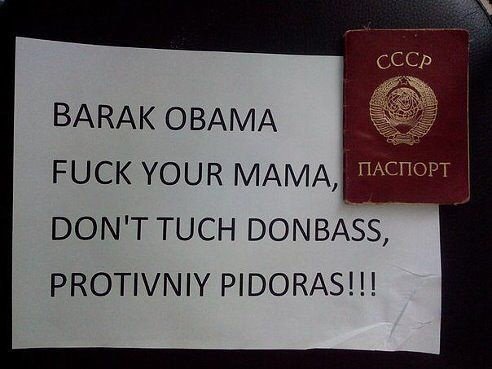 СССР
ПАСПОРТ
BARAK OBAMA
FUCK YOUR MAMA,
DON'T TUCH DONBASS,
PROTIVNIY PIDORAS!!!